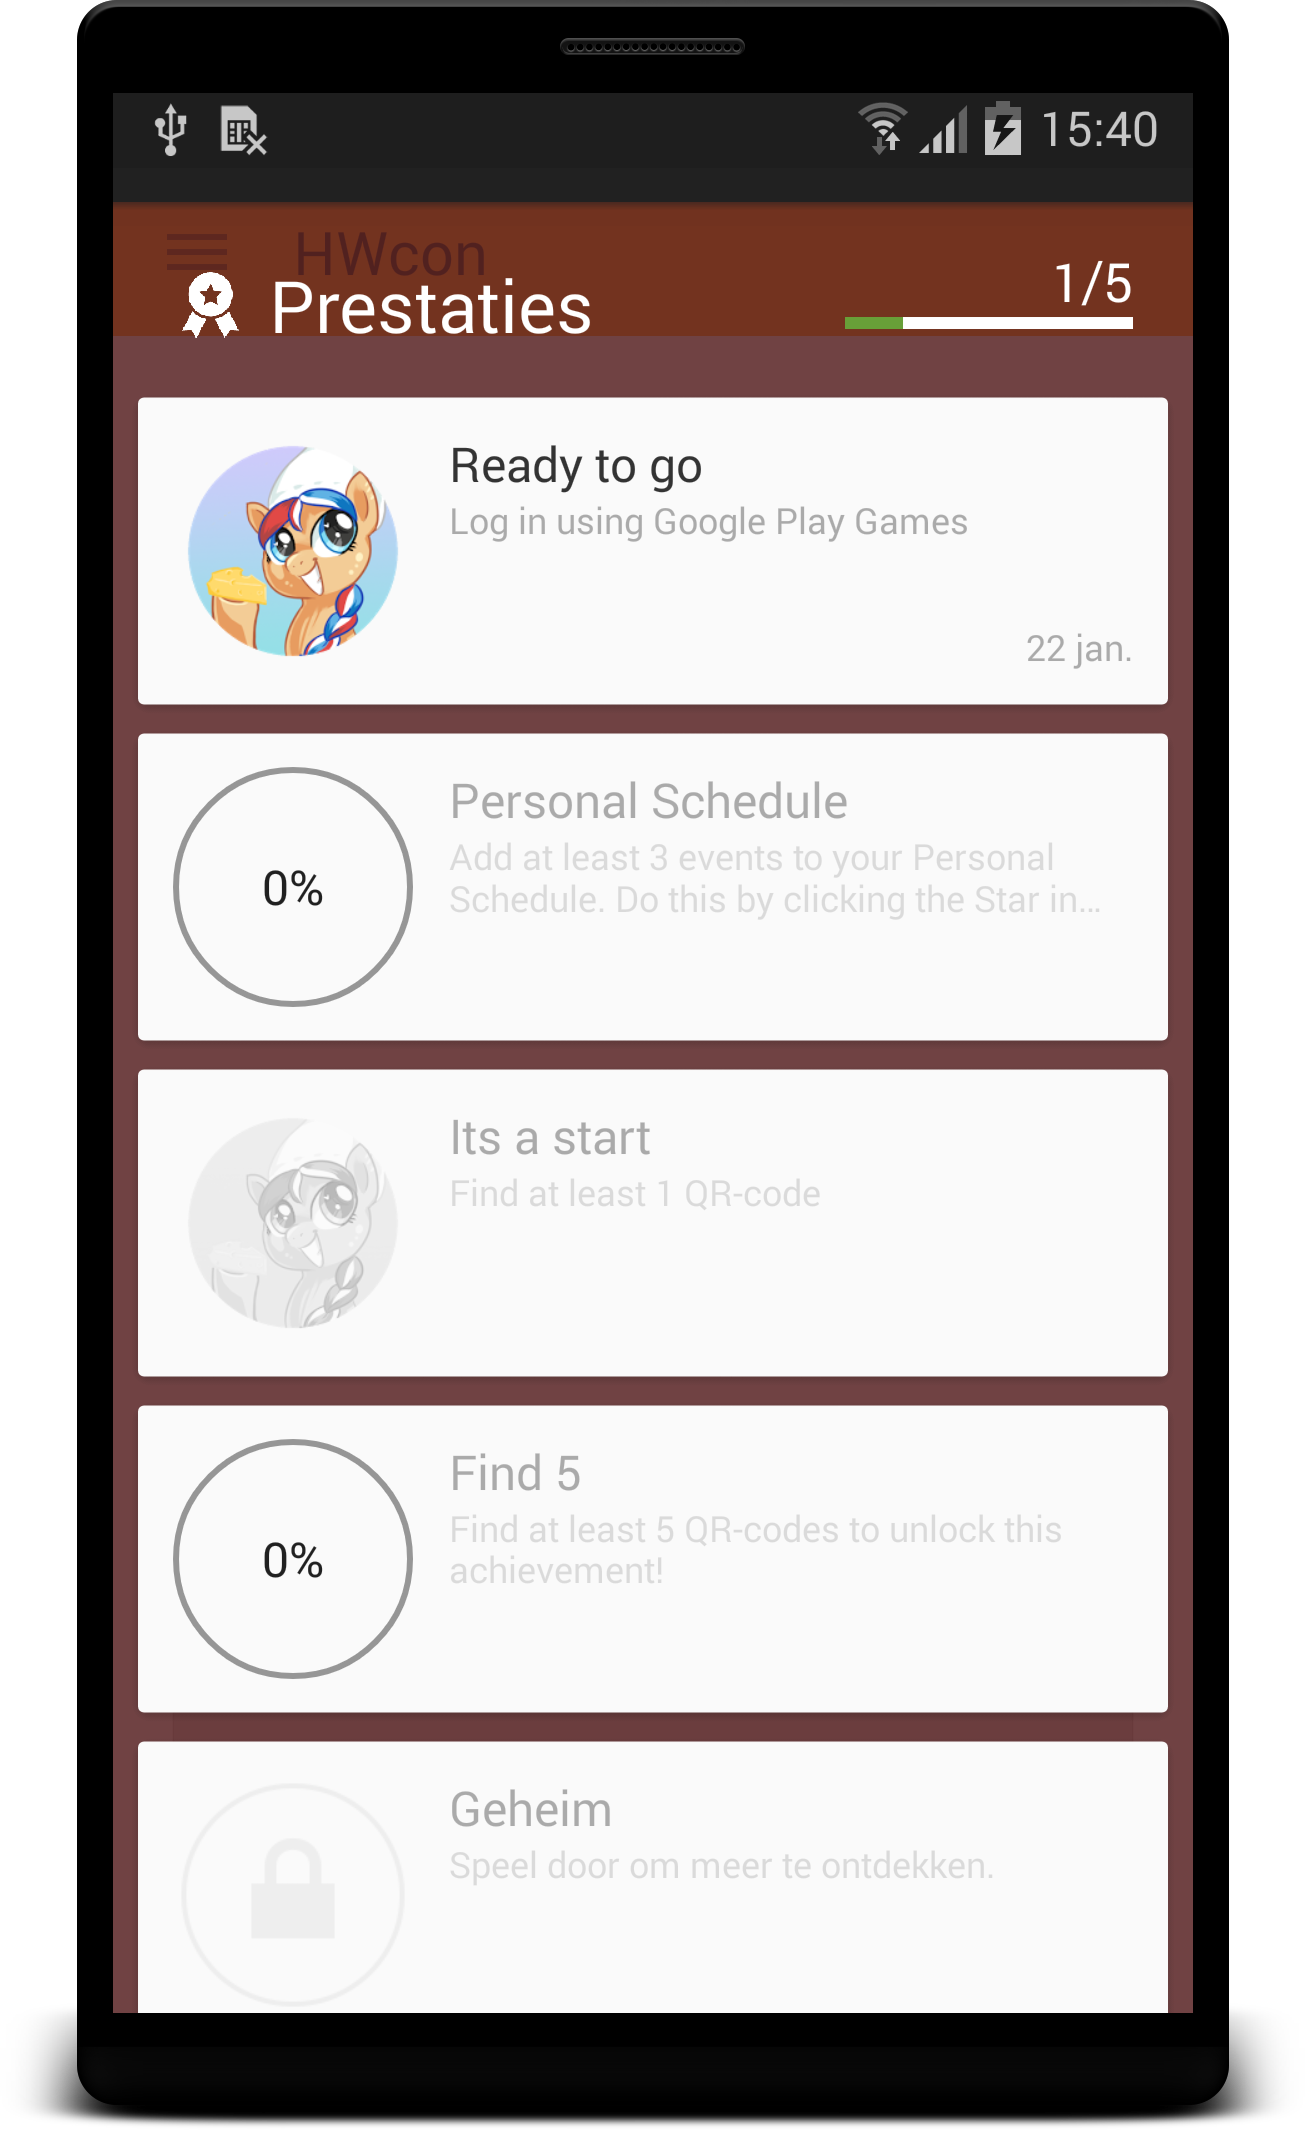 15:40
HWcon
Prestaties
1/5
Ready to go
Log in using Google Play Games
22 jan.
0%
Personal Schedule
Add at least 3 events to your Personal
Schedule. Do this by clicking the Star in…
Its a start
Find at least 1 QR-code
0%
Find 5
Find at least 5 QR-codes to unlock this
achievement!
Geheim
Speel door om meer te ontdekken.